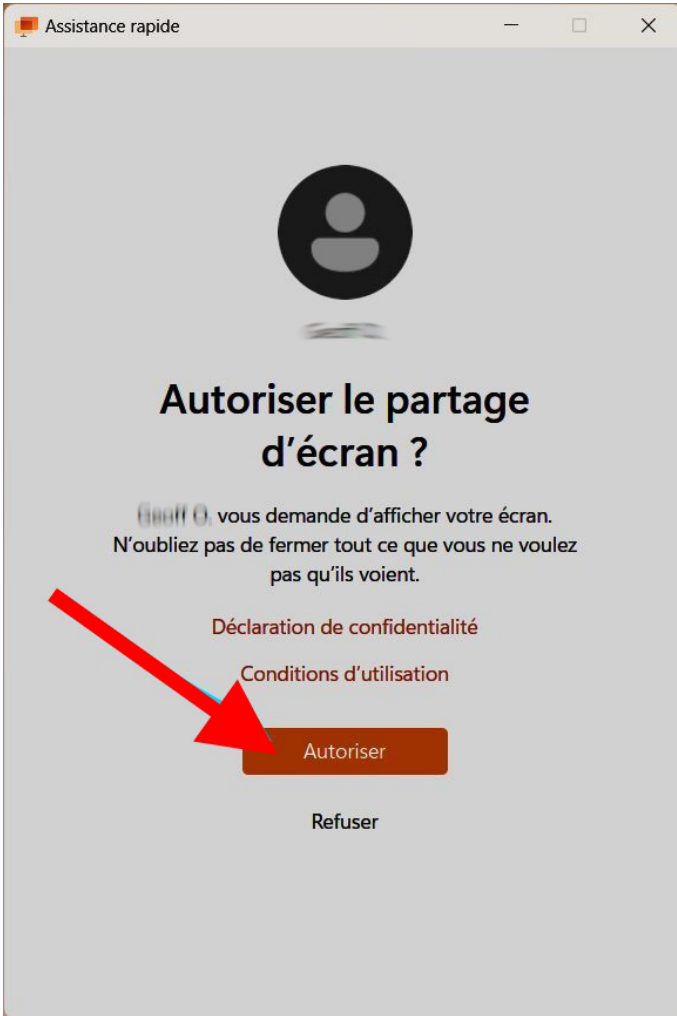 Assistance rapide
Autoriser le partage
d'écran ?
vous demande d'afficher votre écran.
N'oubliez pas de fermer tout ce que vous ne voulez
pas qu'ils voient.
Déclaration de confidentialité
Conditions d'utilisation
Autoriser
Refuser